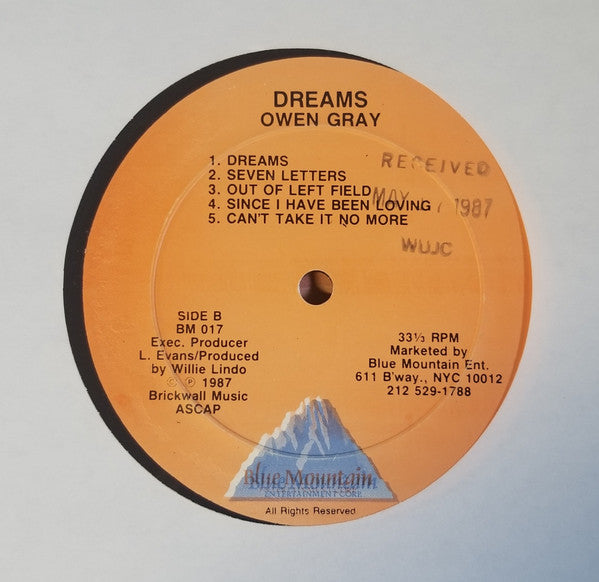 DREAMS
OWEN GRAY
1. DREAMS
2. SEVEN LETTERS
3. OUT OF LEFT FIELD
4. SINCE I HAVE BEEN LOVING
5. CAN'T TAKE IT NO MORE
RECEIVED
MAY 1987
WUJC
SIDE B
BM 017
Exec. Producer
L. Evans/Produced
by Willie Lindo
© ℗ 1987
Brickwall Music
ASCAP
33⅓ RPM
Marketed by
Blue Mountain Ent.
611 B'way., NYC 10012
212 529-1788
Blue Mountain
ENTERTAINMENT CORP.
All Rights Reserved